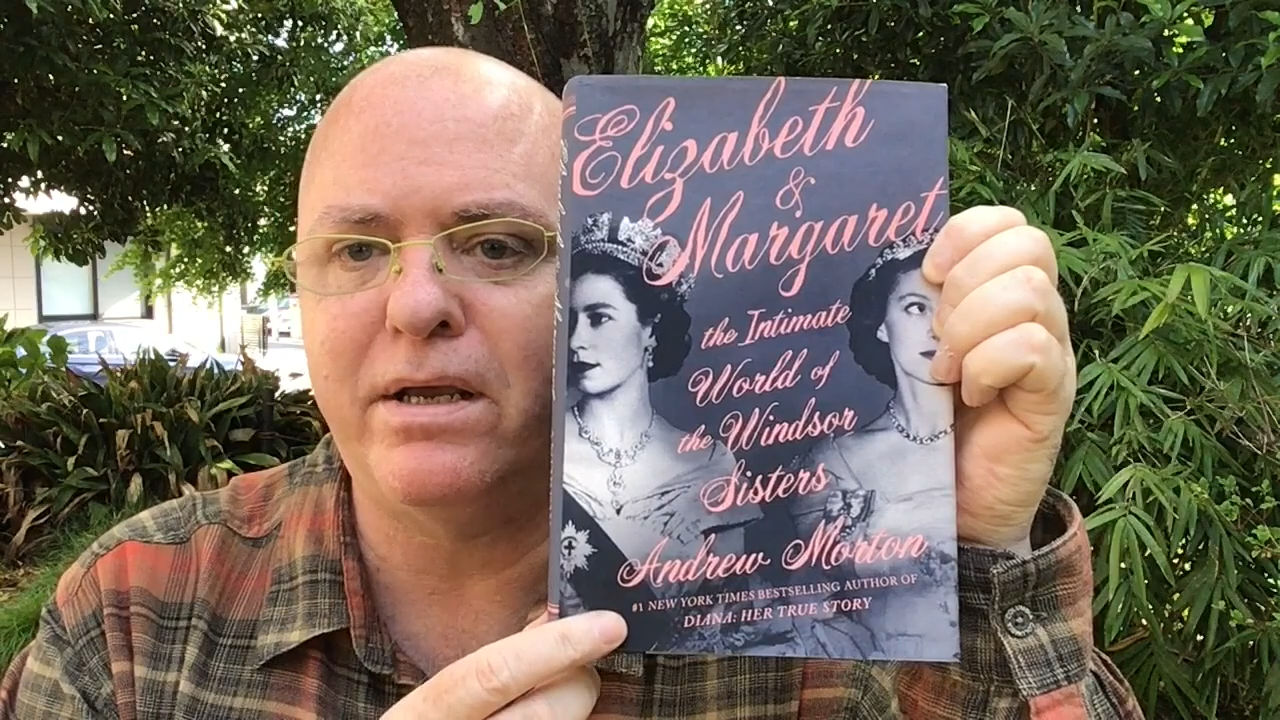 Elizabeth
&
Margaret
the Intimate
World of
the Windsor
Sisters
Andrew Morton
#1 NEW YORK TIMES BESTSELLING AUTHOR OF
DIANA: HER TRUE STORY